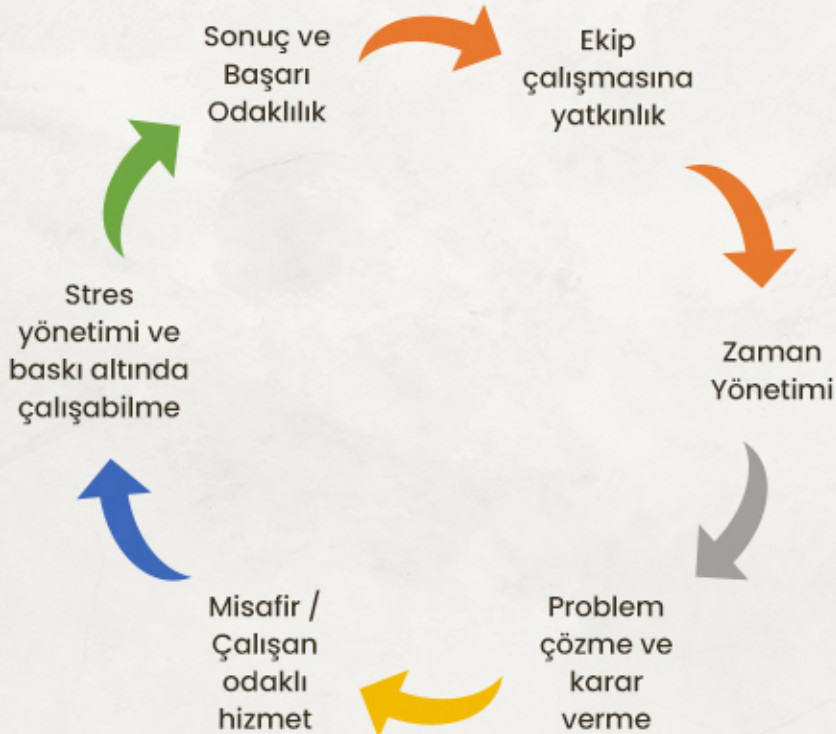 Sonuç ve
Başarı
Odaklılık
Ekip
çalışmasına
yatkınlık
Zaman
Yönetimi
Problem
çözme ve
karar
verme
Misafir /
Çalışan
odaklı
hizmet
Stres
yönetimi ve
baskı altında
çalışabilme